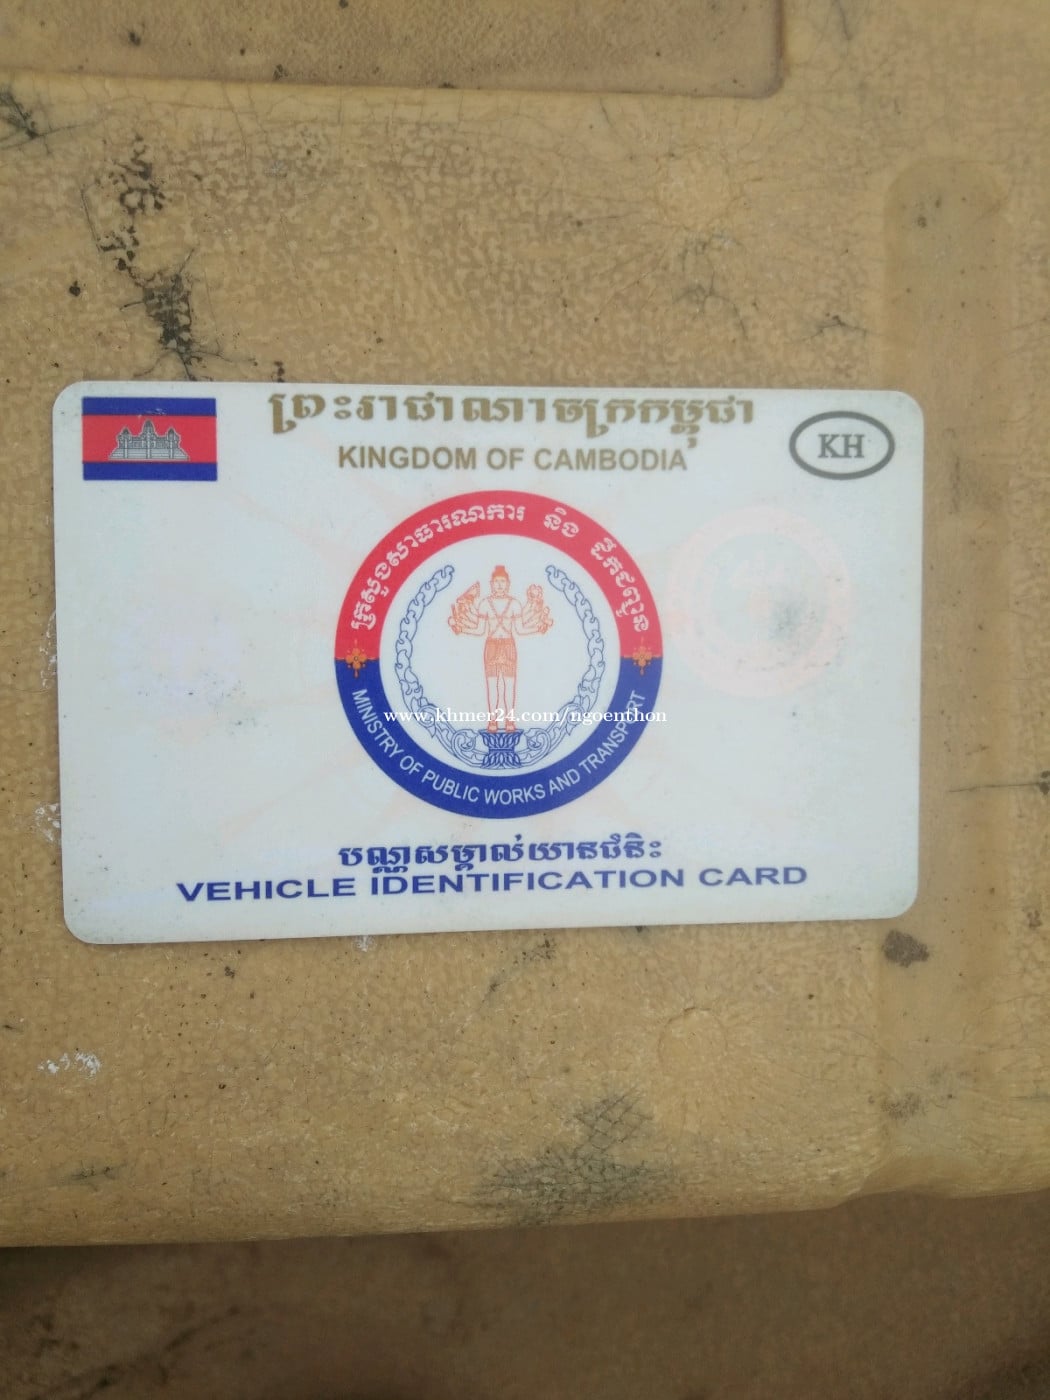 ព្រះរាជាណាចក្រកម្ពុជា
KINGDOM OF CAMBODIA
KH
ក្រសួងសាធារណការ និង ដឹកជញ្ជូន
MINISTRY OF PUBLIC WORKS AND TRANSPORT
www.khmer24.com/ngoenthon
បណ្ណសម្គាល់យានជំនិះ
VEHICLE IDENTIFICATION CARD